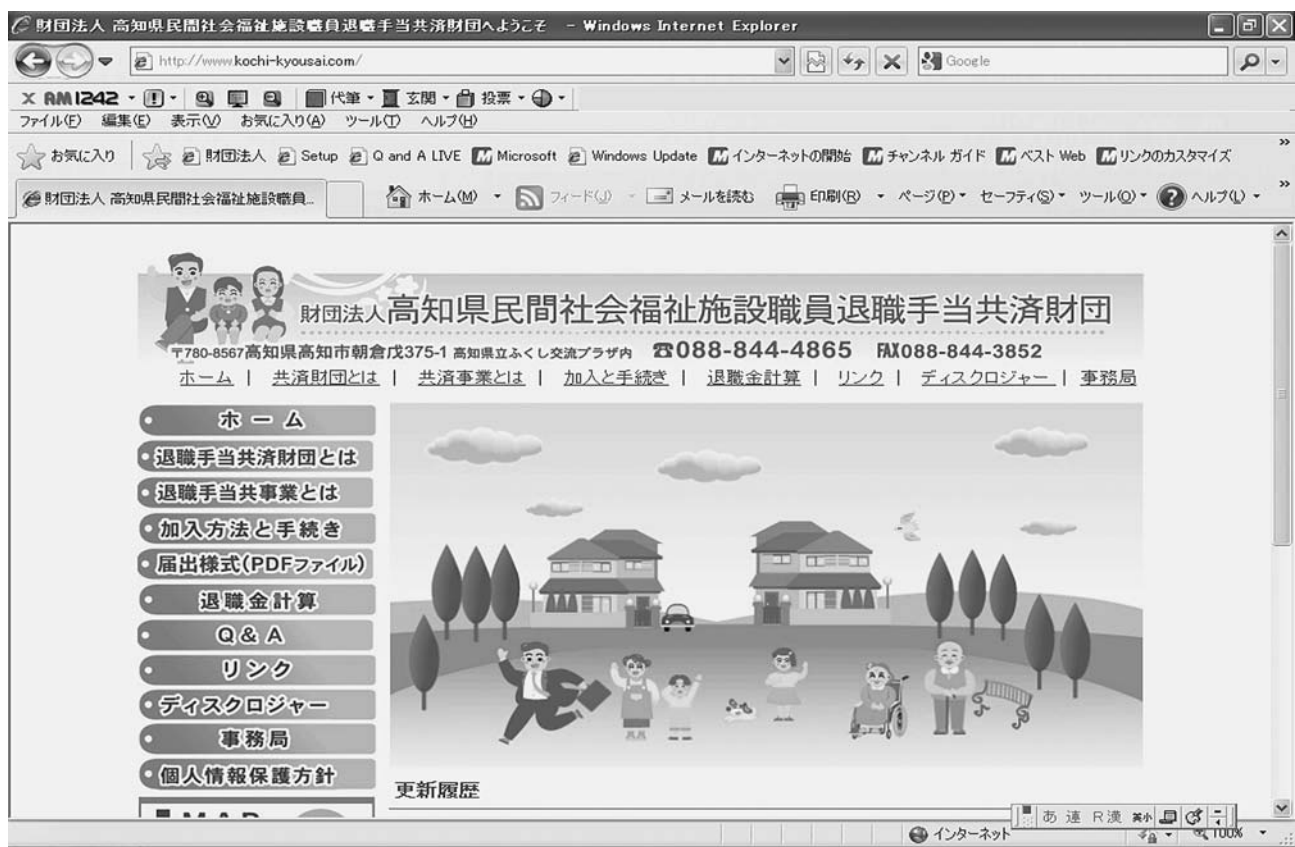 財団法人 高知県民間社会福祉施設職員退職手当共済財団へようこそ - Windows Internet Explorer
http://www.kochi-kyousai.com/
Google
X AMI242 代筆 玄関 投票
ファイル(F) 編集(E) 表示(V) お気に入り(A) ツール(T) ヘルプ(H)
お気に入り 財団法人 Setup Q and A LIVE Microsoft Windows Update インターネットの開始 チャンネル ガイド ベスト Web リンクのカスタマイズ »
財団法人 高知県民間社会福祉施設職員... ホーム(M) フィード(J) メールを読む 印刷(R) ページ(P) セーフティ(S) ツール(O) ヘルプ(L) »
財団法人高知県民間社会福祉施設職員退職手当共済財団
〒780-8567高知県高知市朝倉戊375-1 高知県立ふくし交流プラザ内 ☎088-844-4865 FAX088-844-3852
ホーム | 共済財団とは | 共済事業とは | 加入と手続き | 退職金計算 | リンク | ディスクロジャー | 事務局
ホーム
退職手当共済財団とは
退職手当共事業とは
加入方法と手続き
届出様式(PDFファイル)
退職金計算
Q & A
リンク
ディスクロジャー
事務局
個人情報保護方針
更新履歴
MAP
あ 連 R漢 英小
インターネット 100%